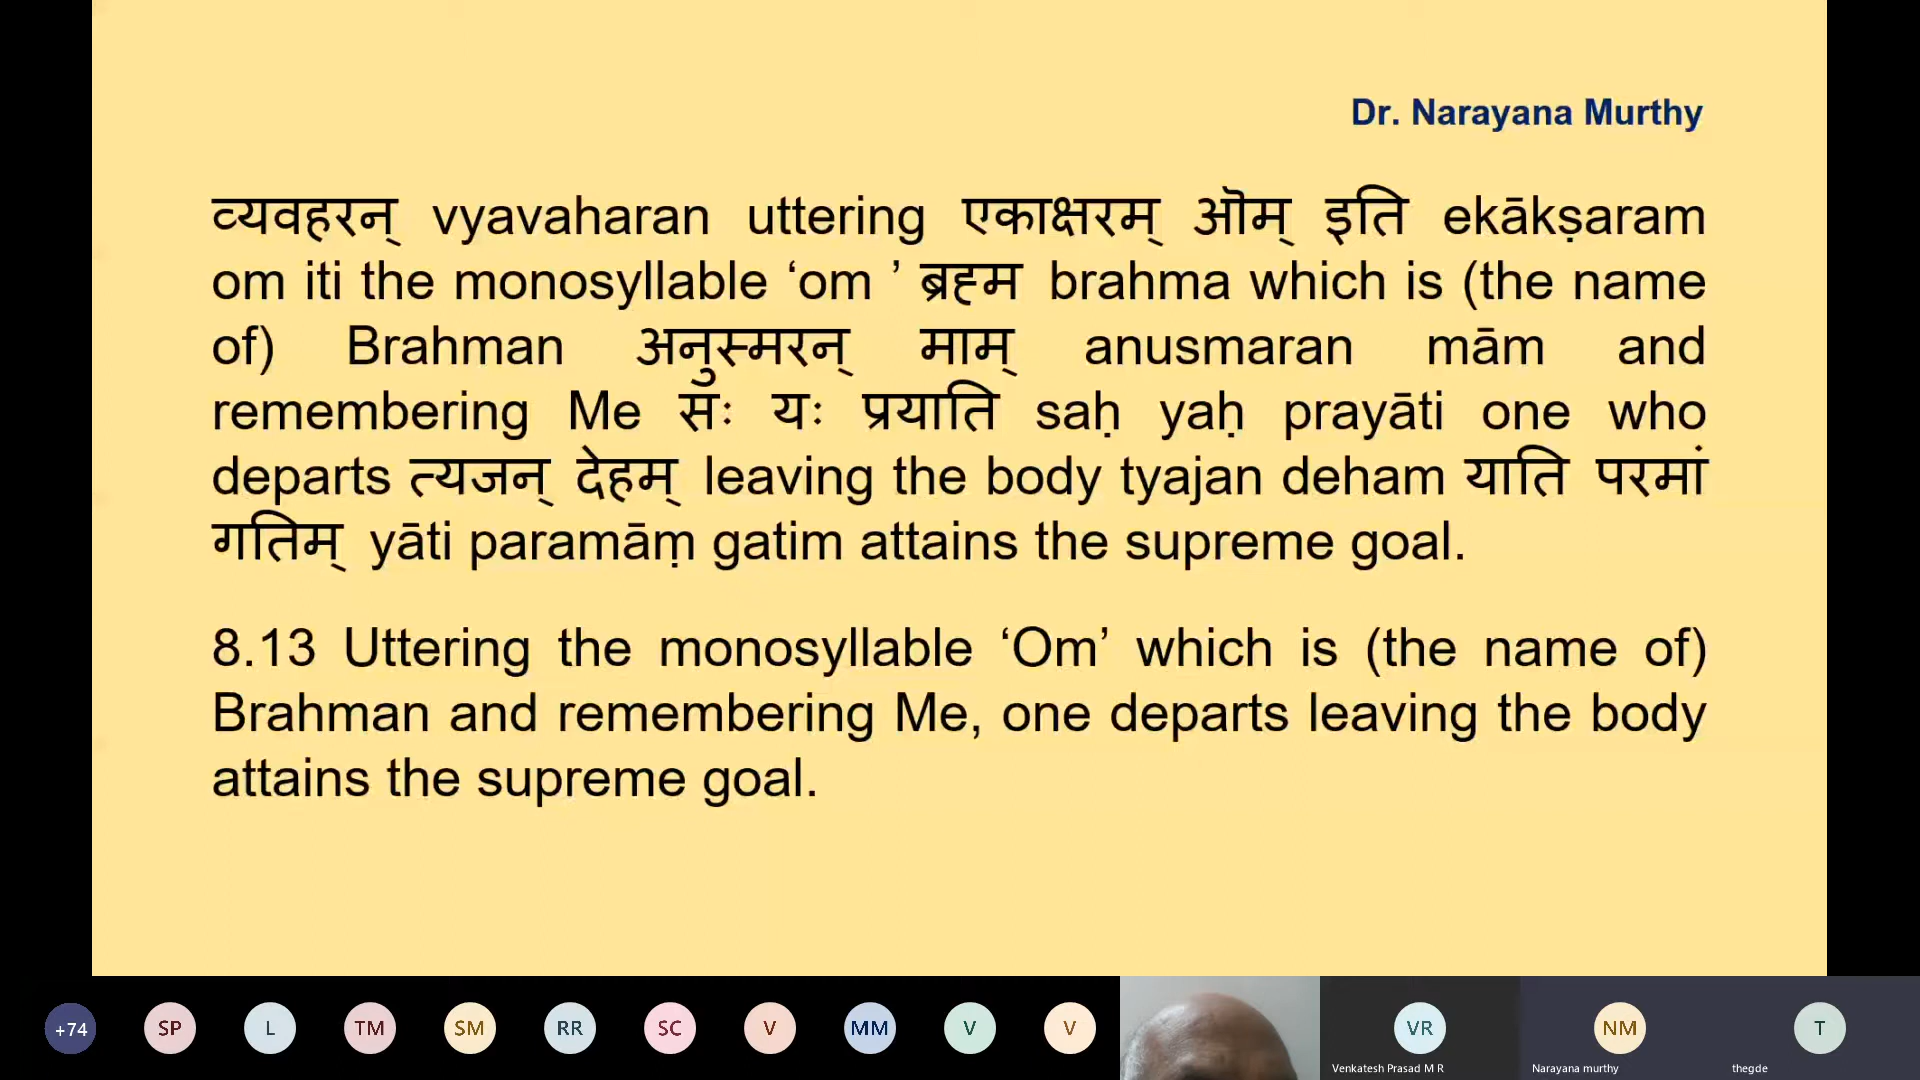 Dr. Narayana Murthy
व्यवहरन् vyavaharan uttering एकाक्षरम् ऒम् इति ekākṣaram
om iti the monosyllable ‘om ’ ब्रह्म brahma which is (the name
of) Brahman अनुस्मरन् माम् anusmaran mām and
remembering Me सः यः प्रयाति saḥ yaḥ prayāti one who
departs त्यजन् देहम् leaving the body tyajan deham याति परमां
गतिम् yāti paramāṃ gatim attains the supreme goal.
8.13 Uttering the monosyllable ‘Om’ which is (the name of)
Brahman and remembering Me, one departs leaving the body
attains the supreme goal.
+74 SP L TM SM RR SC V MM V V VR NM T
Venkatesh Prasad M R Narayana murthy thegde